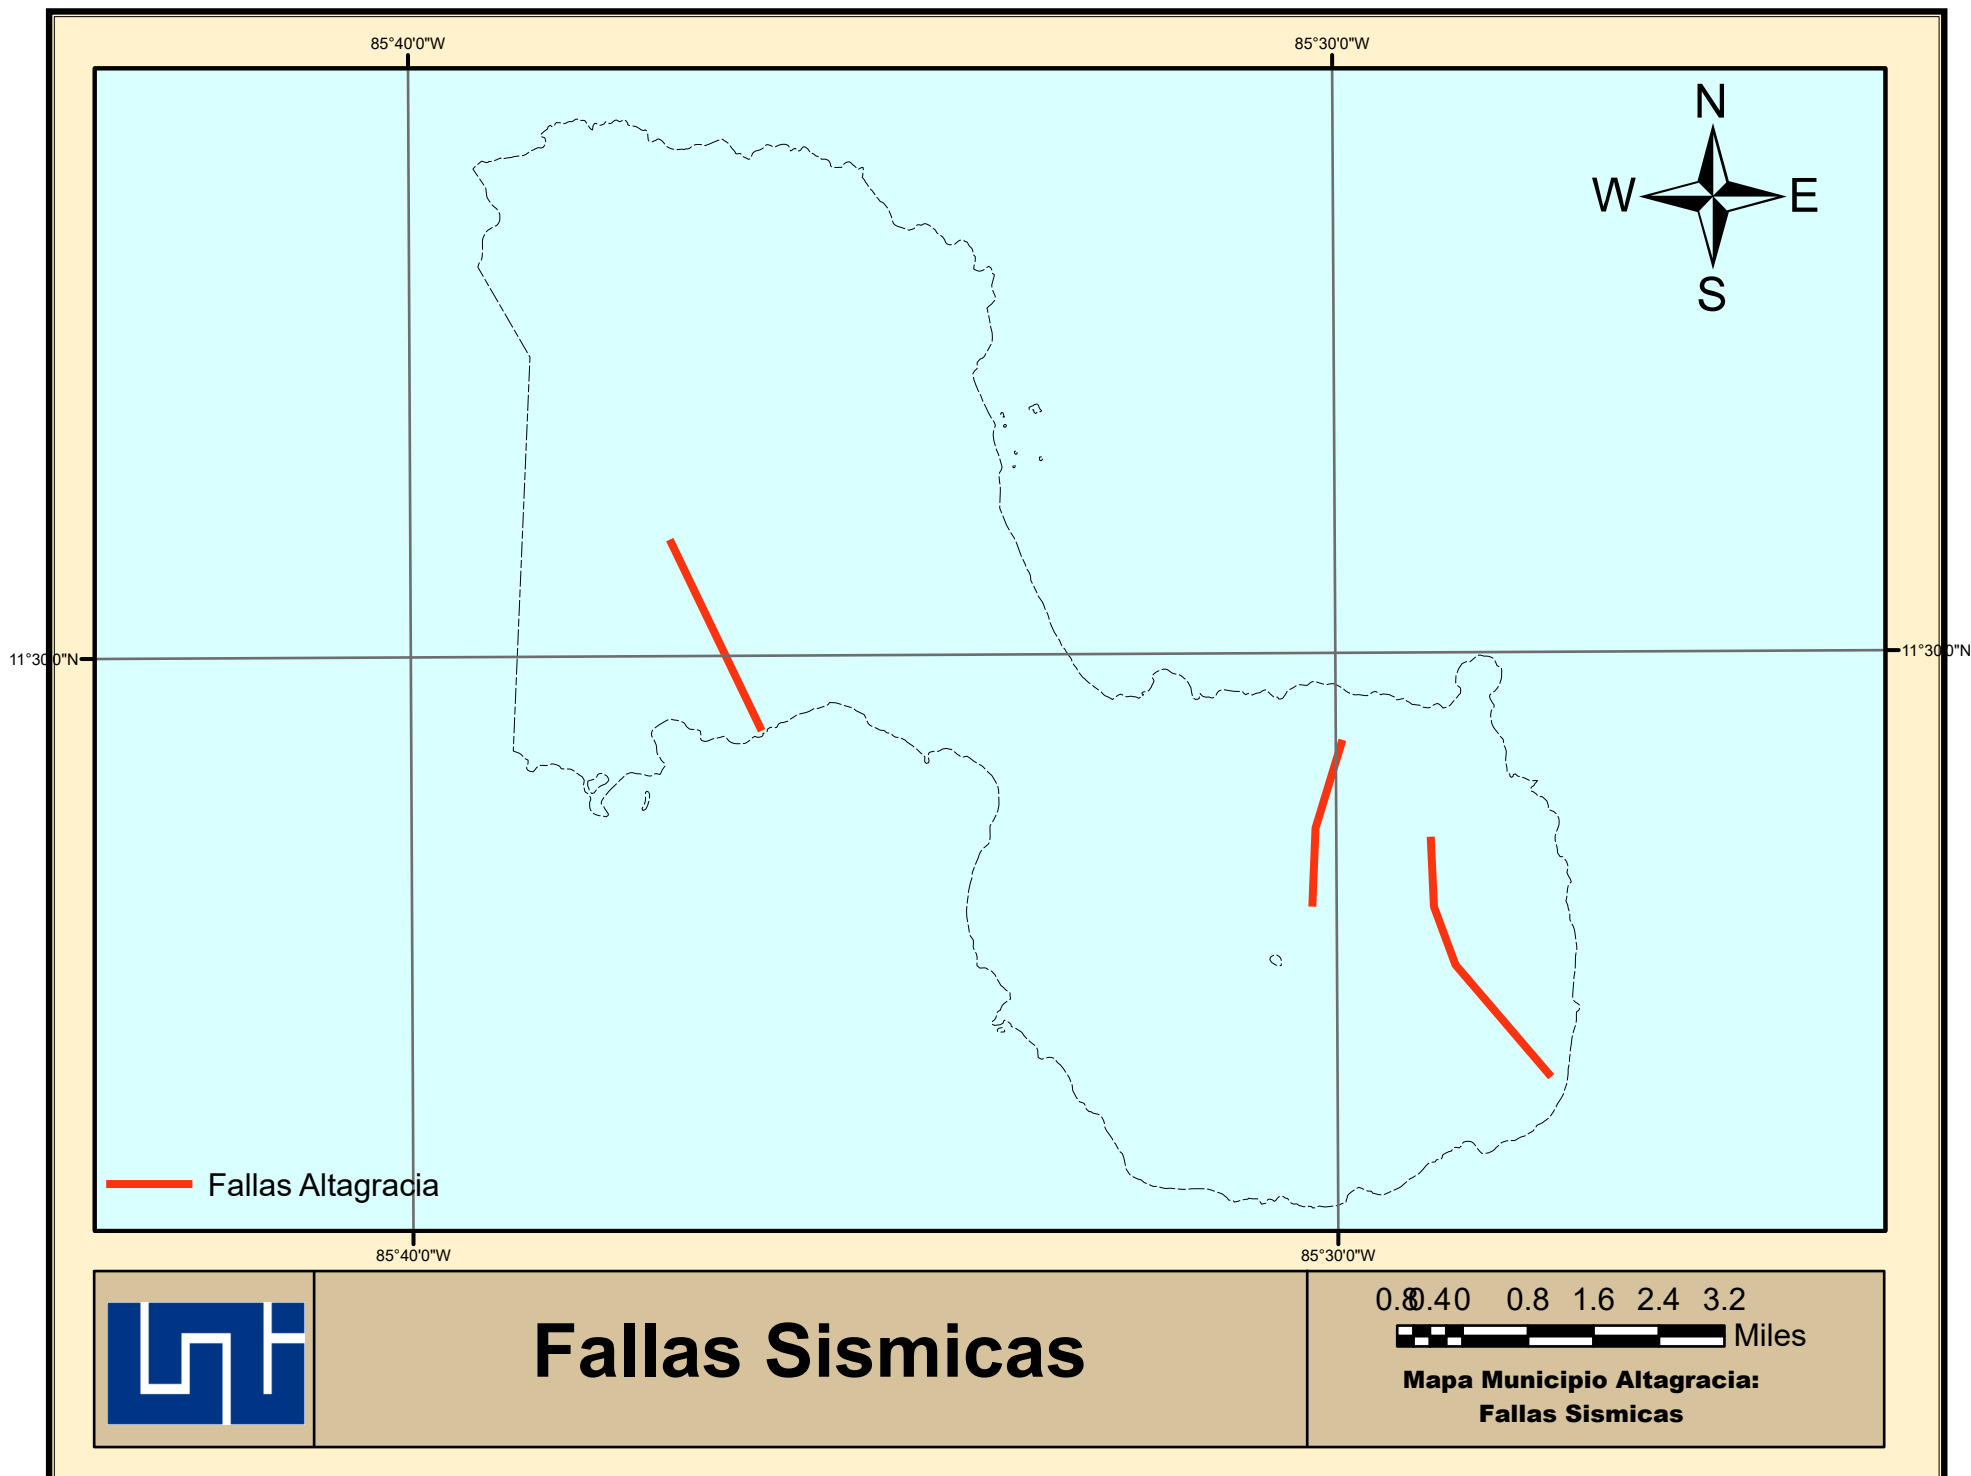 85°40'0"W 85°30'0"W
N
W E
S
11°30'0"N 11°30'0"N
Fallas Altagracia
85°40'0"W 85°30'0"W
0.8 0.4 0 0.8 1.6 2.4 3.2
Miles
Fallas Sismicas
Mapa Municipio Altagracia:
Fallas Sismicas